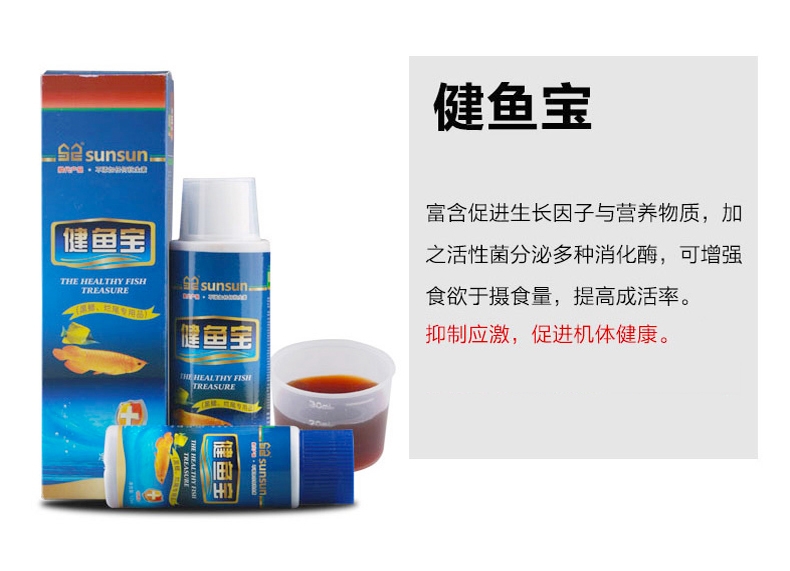 sunsun
健鱼宝
THE HEALTHY FISH
TREASURE
sunsun
健鱼宝
THE HEALTHY FISH
TREASURE
30mL
sunsun
健鱼宝
THE HEALTHY FISH
TREASURE
健鱼宝
富含促进生长因子与营养物质，加
之活性菌分泌多种消化酶，可增强
食欲于摄食量，提高成活率。
抑制应激，促进机体健康。